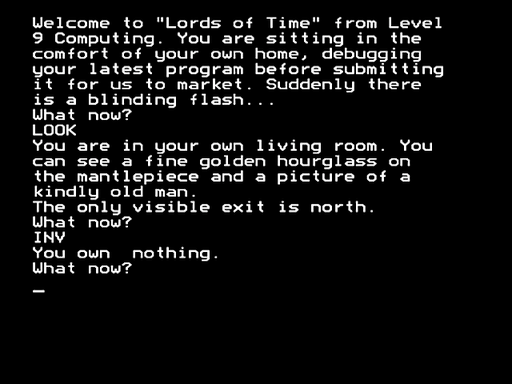 Welcome to "Lords of Time" from Level
9 Computing. You are sitting in the
comfort of your own home, debugging
your latest program before submitting
it for us to market. Suddenly there
is a blinding flash...
What now?
LOOK
You are in your own living room. You
can see a fine golden hourglass on
the mantlepiece and a picture of a
kindly old man.
The only visible exit is north.
What now?
INV
You own  nothing.
What now?
_